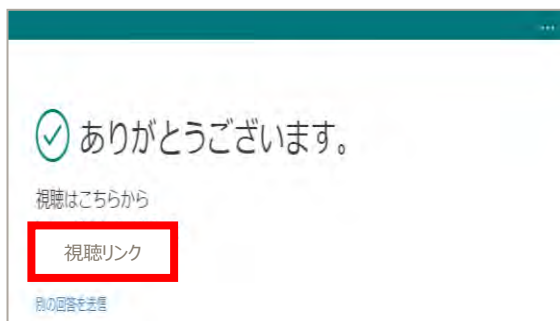 ありがとうございます。
視聴はこちらから
視聴リンク
別の回答を送信